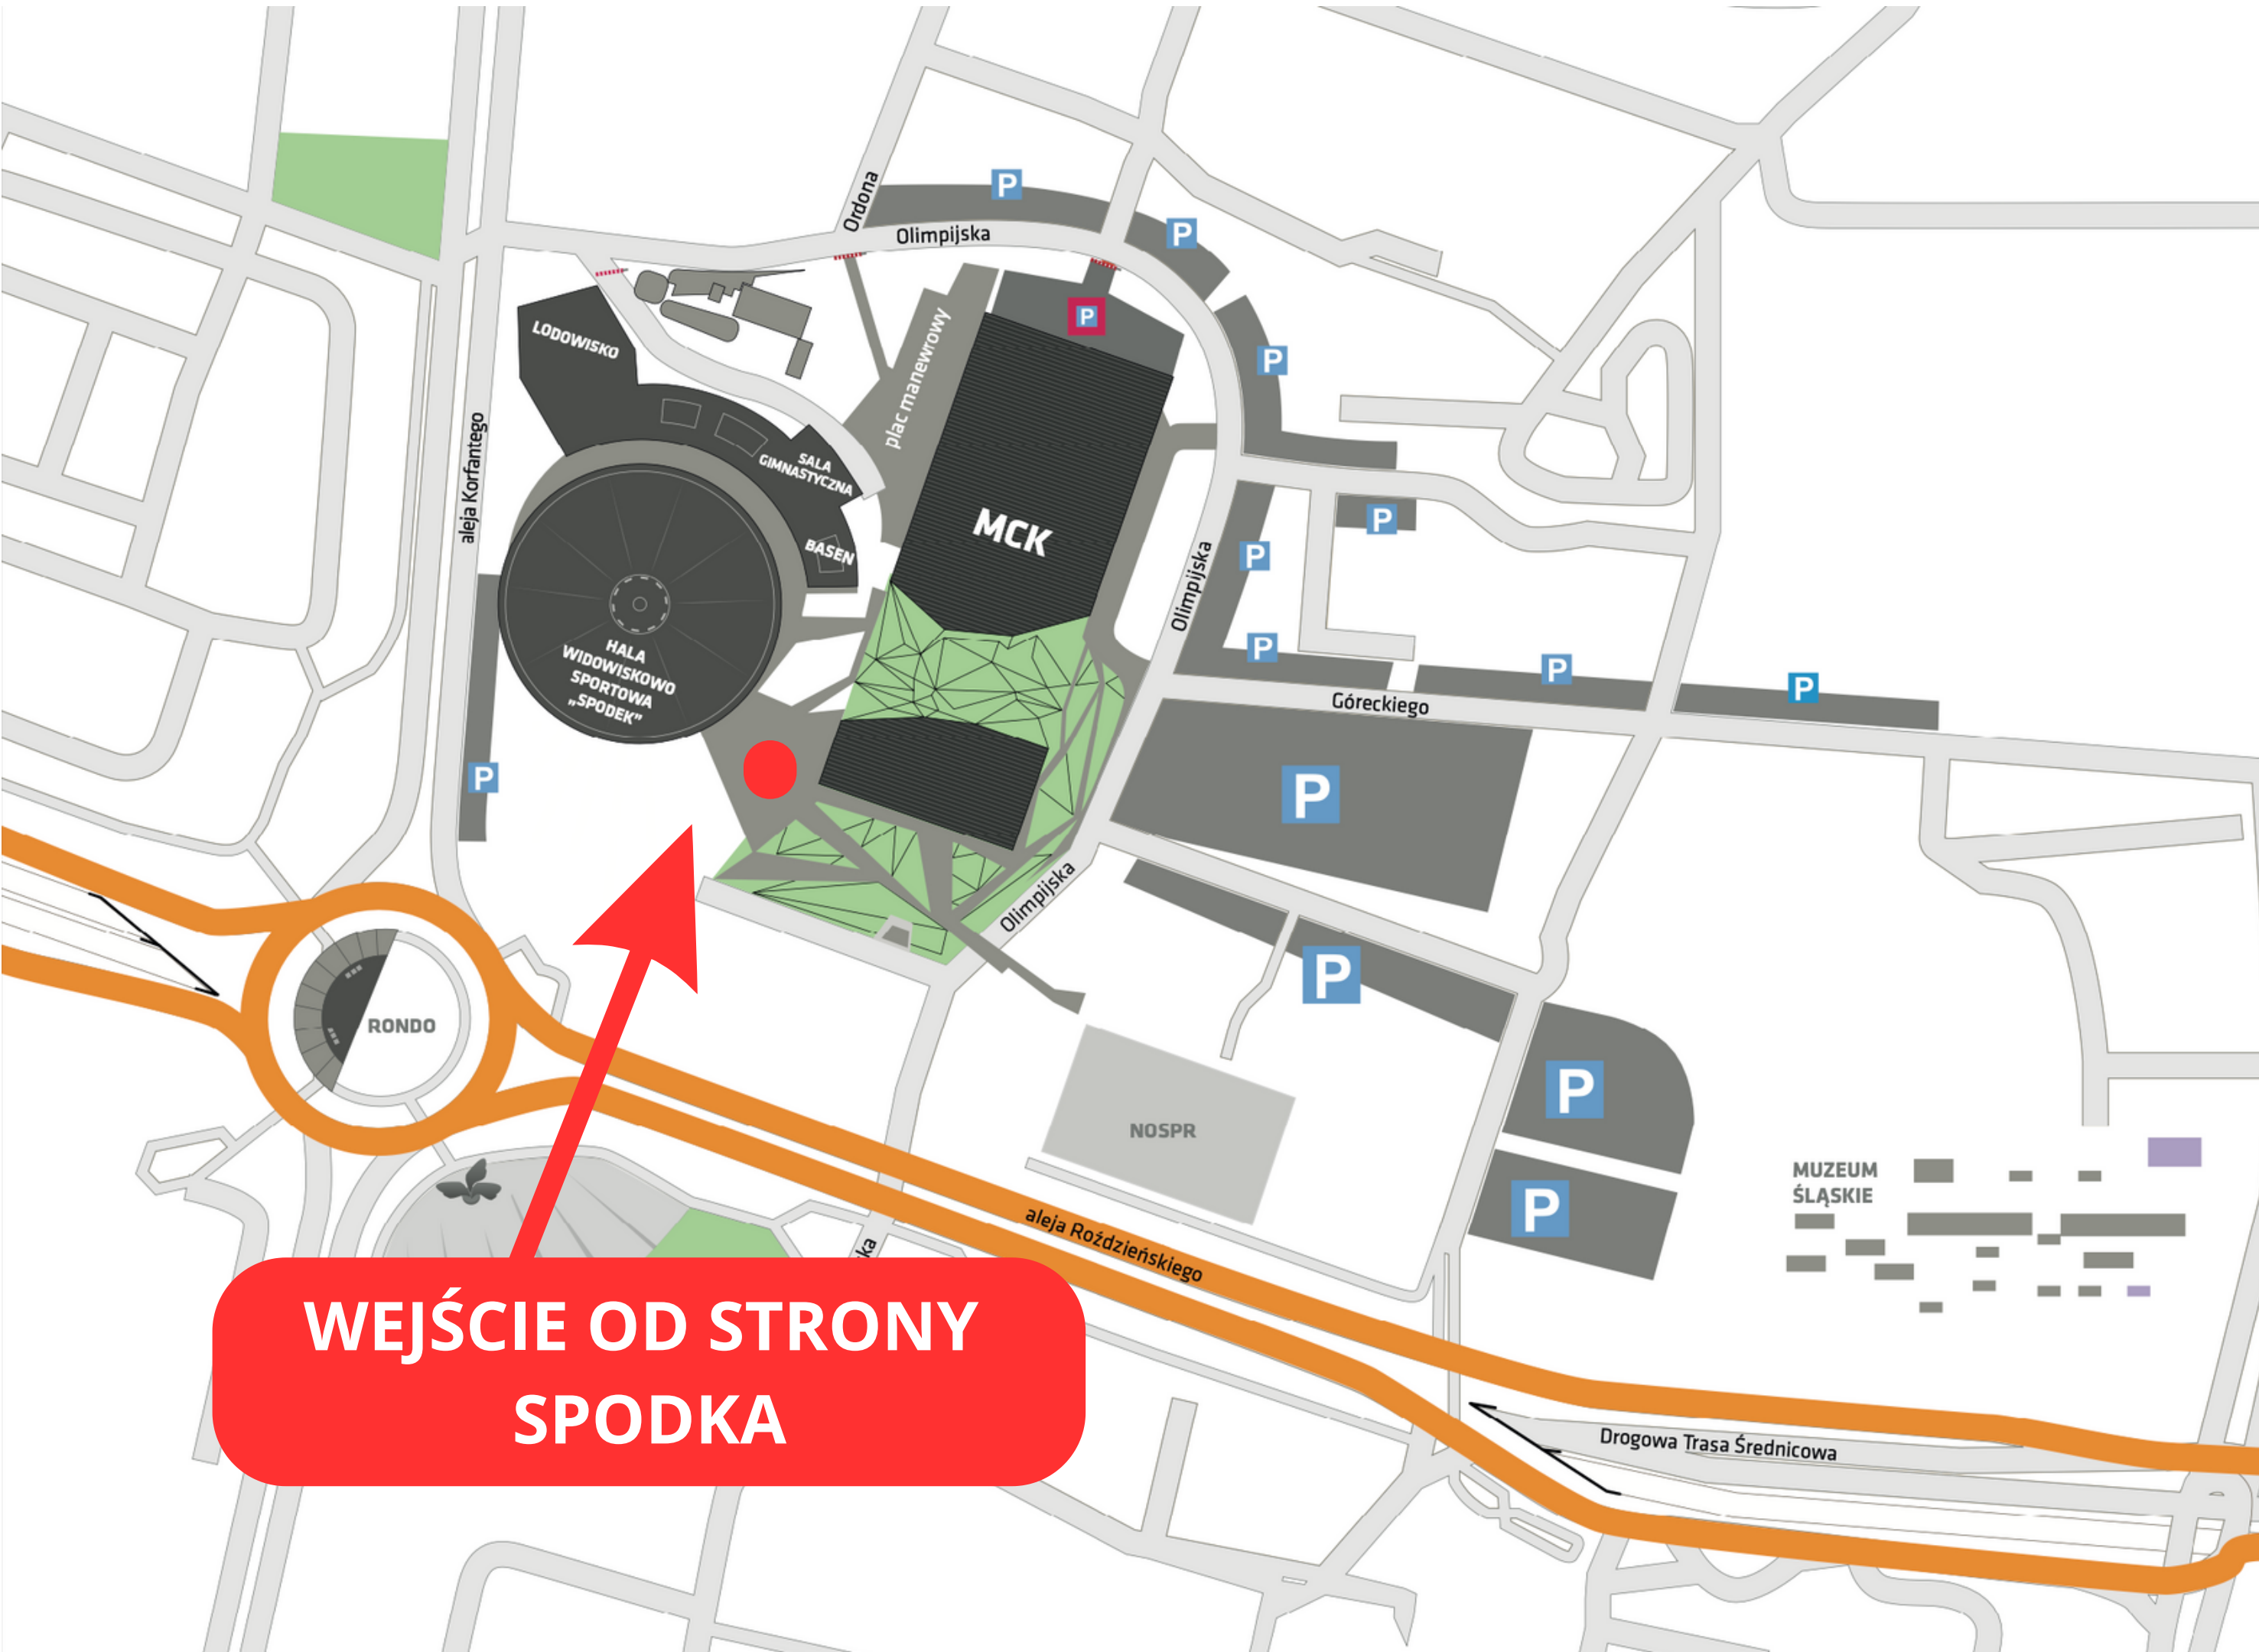 P
Ordona
Olimpijska
P
P
LODOWISKO
plac manewrowy
P
aleja Korfantego
SALA
GIMNASTYCZNA
MCK
P
BASEN
P
Olimpijska
HALA
WIDOWISKOWO
SPORTOWA
„SPODEK”
P
P
P
Góreckiego
P
P
Olimpijska
P
RONDO
P
NOSPR
MUZEUM
ŚLĄSKIE
P
aleja Roździeńskiego
ka
WEJŚCIE OD STRONY
SPODKA
Drogowa Trasa Średnicowa